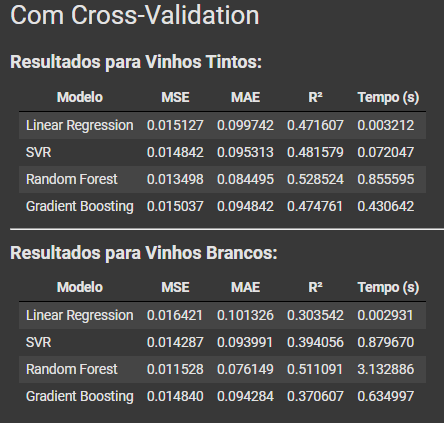 Com Cross-Validation
Resultados para Vinhos Tintos:
Modelo MSE MAE R² Tempo (s)
Linear Regression 0.015127 0.099742 0.471607 0.003212
SVR 0.014842 0.095313 0.481579 0.072047
Random Forest 0.013498 0.084495 0.528524 0.855595
Gradient Boosting 0.015037 0.094842 0.474761 0.430642
Resultados para Vinhos Brancos:
Modelo MSE MAE R² Tempo (s)
Linear Regression 0.016421 0.101326 0.303542 0.002931
SVR 0.014287 0.093991 0.394056 0.879670
Random Forest 0.011528 0.076149 0.511091 3.132886
Gradient Boosting 0.014840 0.094284 0.370607 0.634997